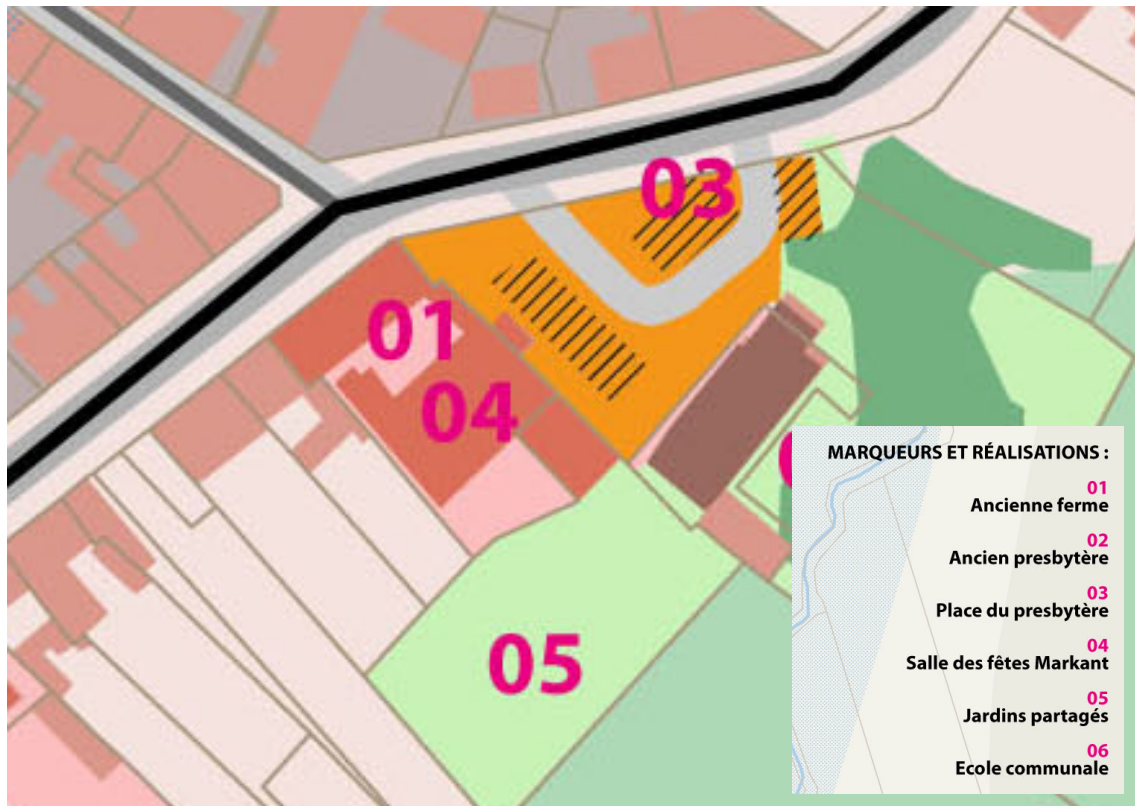 03
01
04
05
MARQUEURS ET RÉALISATIONS :
01
Ancienne ferme
02
Ancien presbytère
03
Place du presbytère
04
Salle des fêtes Markant
05
Jardins partagés
06
Ecole communale